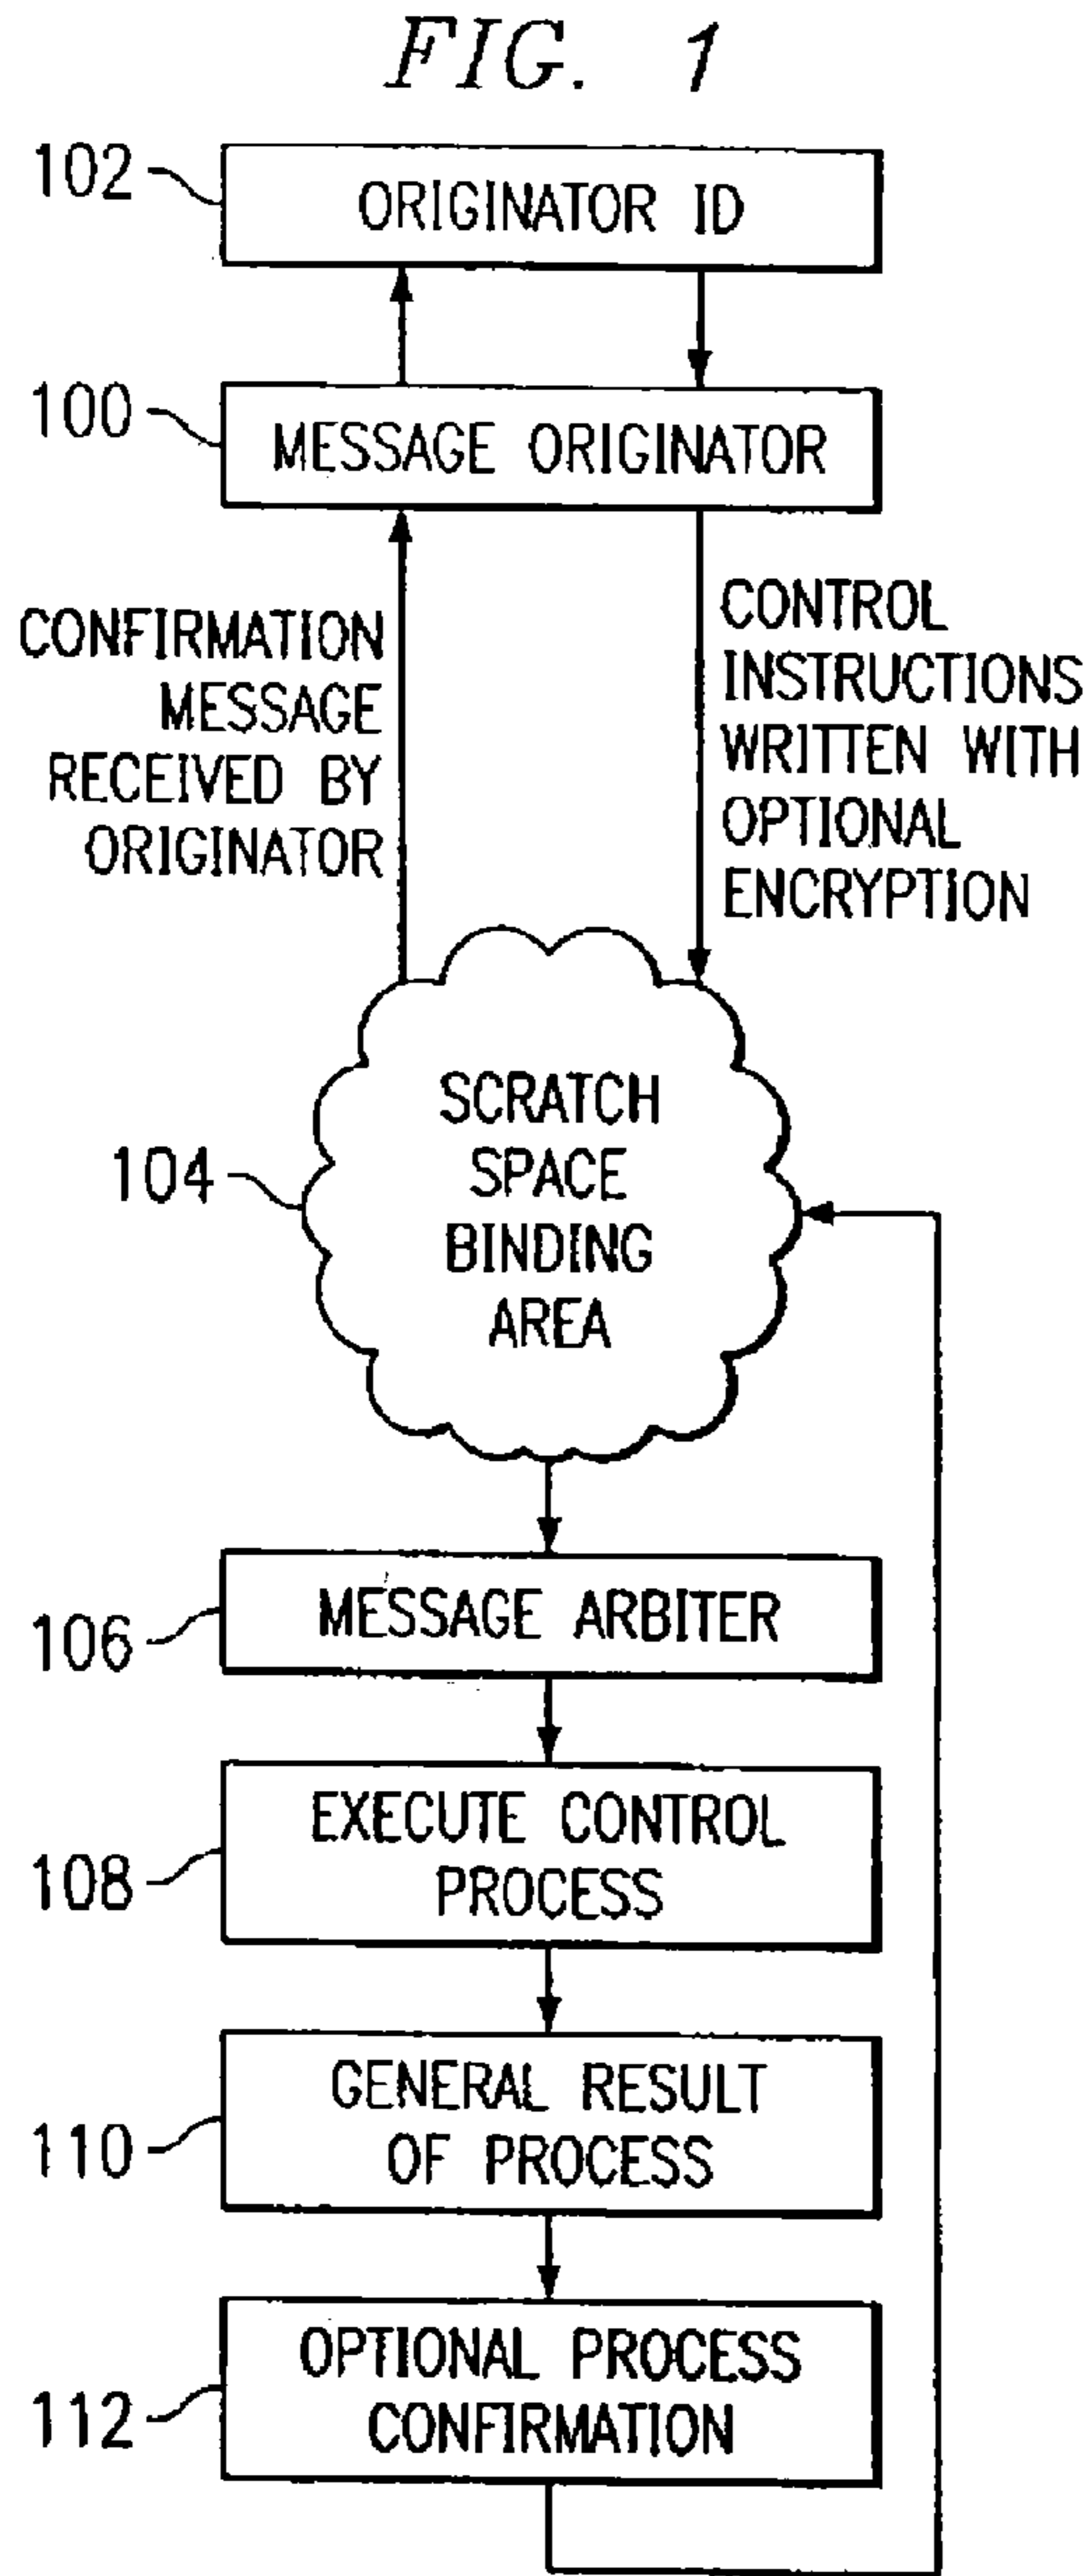 FIG. 1
102
ORIGINATOR ID
100
MESSAGE ORIGINATOR
CONFIRMATION
MESSAGE
RECEIVED BY
ORIGINATOR
CONTROL
INSTRUCTIONS
WRITTEN WITH
OPTIONAL
ENCRYPTION
104
SCRATCH
SPACE
BINDING
AREA
106
MESSAGE ARBITER
108
EXECUTE CONTROL
PROCESS
110
GENERAL RESULT
OF PROCESS
112
OPTIONAL PROCESS
CONFIRMATION